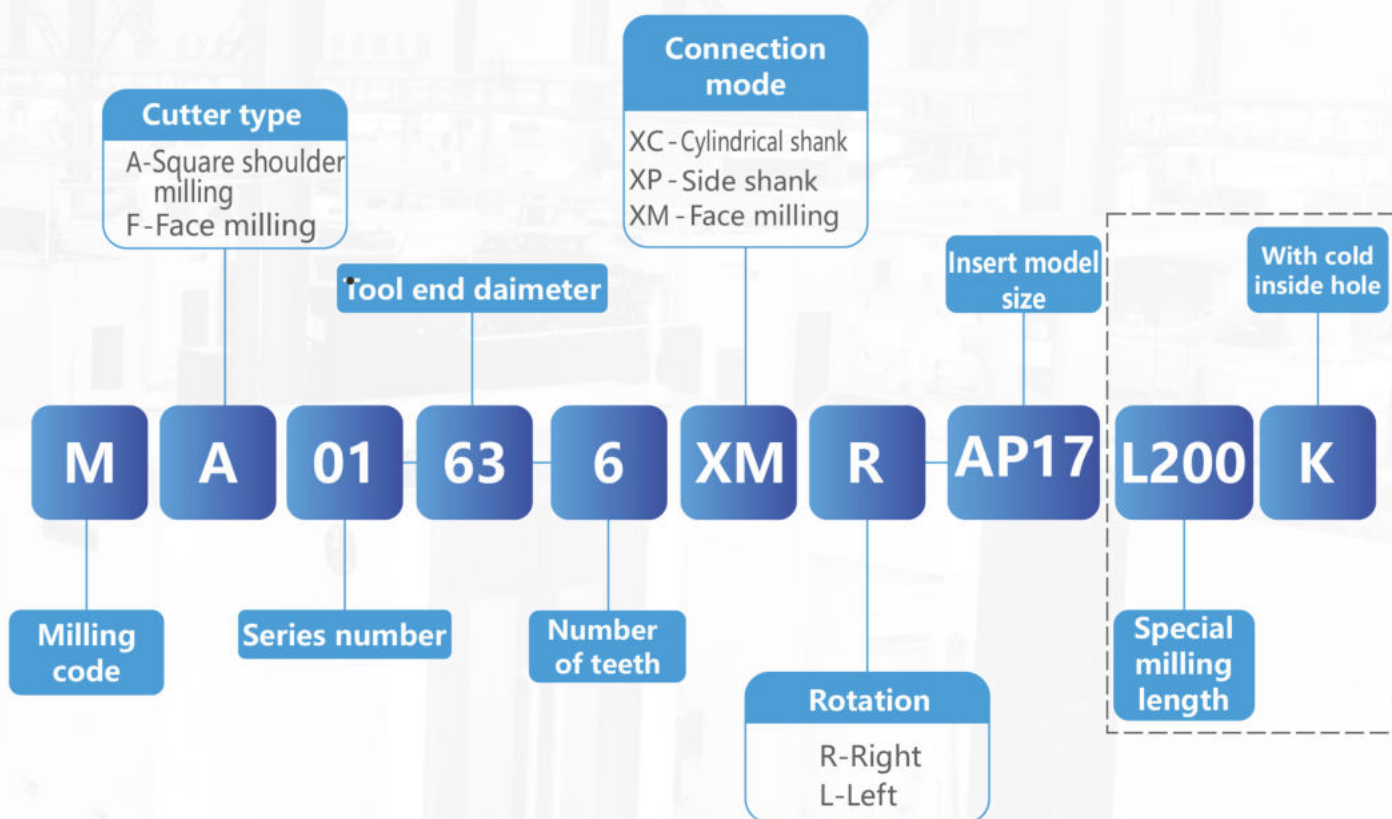 Connection
mode
XC - Cylindrical shank
XP - Side shank
XM - Face milling
Cutter type
A-Square shoulder
milling
F-Face milling
Tool end daimeter
Insert model
size
With cold
inside hole
M A 01 63 6 XM R AP17 L200 K
Milling
code
Series number
Number
of teeth
Special
milling
length
Rotation
R-Right
L-Left